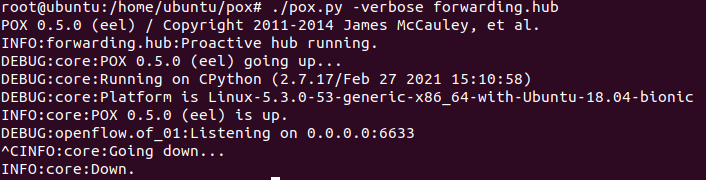 root@ubuntu:/home/ubuntu/pox# ./pox.py -verbose forwarding.hub
POX 0.5.0 (eel) / Copyright 2011-2014 James McCauley, et al.
INFO:forwarding.hub:Proactive hub running.
DEBUG:core:POX 0.5.0 (eel) going up...
DEBUG:core:Running on CPython (2.7.17/Feb 27 2021 15:10:58)
DEBUG:core:Platform is Linux-5.3.0-53-generic-x86_64-with-Ubuntu-18.04-bionic
INFO:core:POX 0.5.0 (eel) is up.
DEBUG:openflow.of_01:Listening on 0.0.0.0:6633
^CINFO:core:Going down...
INFO:core:Down.